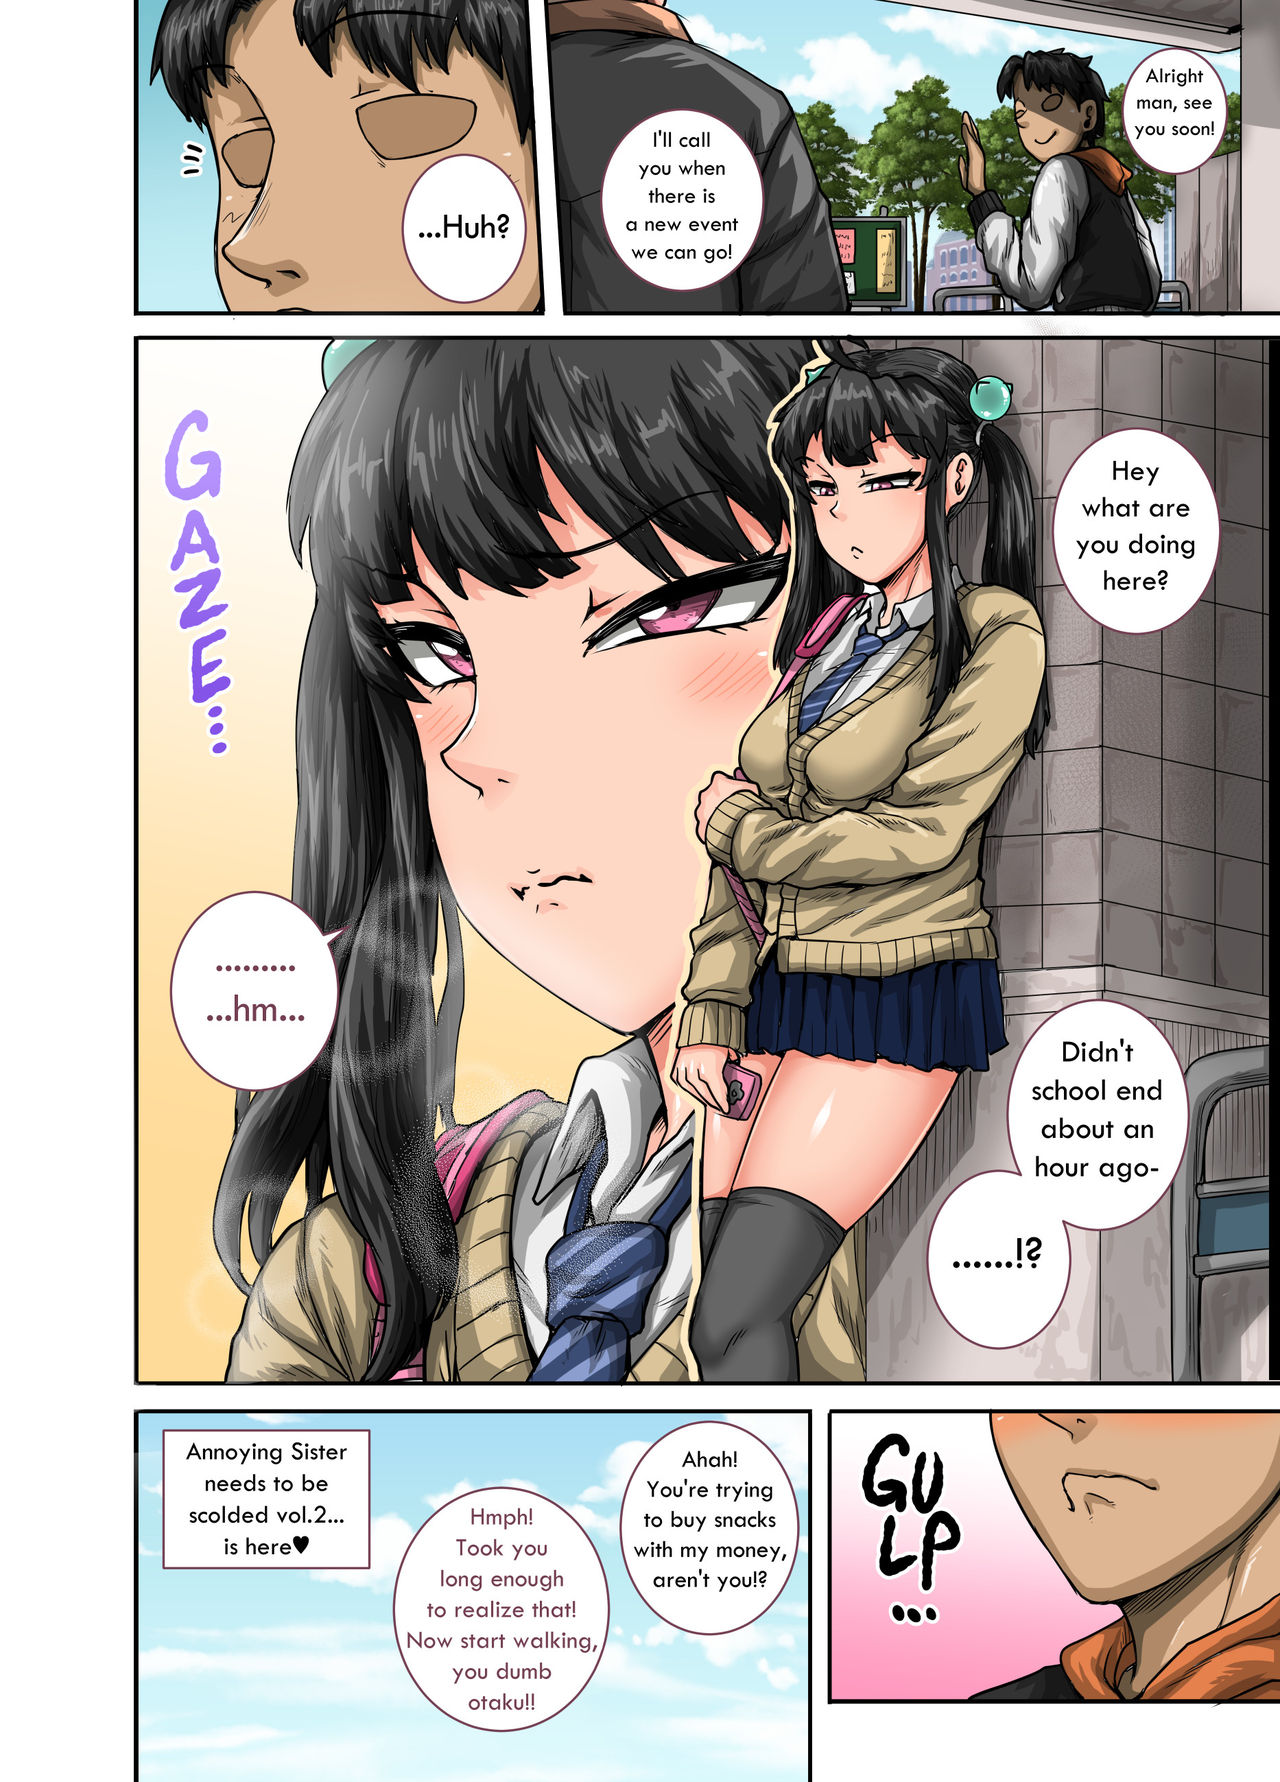 Alright
man, see
you soon!
I'll call
you when
there is
a new event
we can go!
...Huh?
Hey
what are
you doing
here?
GAZE...
Didn't
school end
about an
hour ago-
.......!?
.........
...hm...
GU
LP
...
Ahah!
You're trying
to buy snacks
with my money,
aren't you!?
Hmph!
Took you
long enough
to realize that!
Now start walking,
you dumb
otaku!!
Annoying Sister
needs to be
scolded vol.2...
is here♥